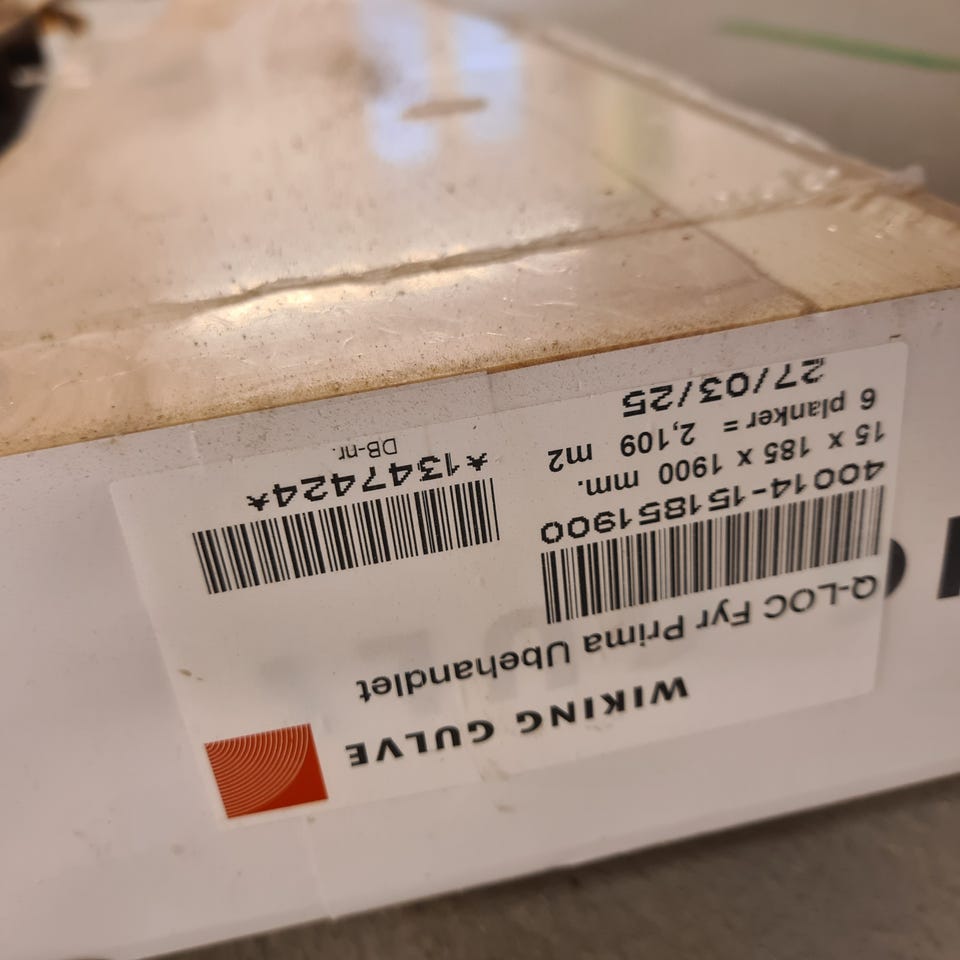 WIKING GULVE
Q-LOC Fyr Prima Ubehandlet
40014-151851900
15 x 185 x 1900 mm.
6 planker = 2,109 m2
27/03/25
*1347424*
DB-nr.